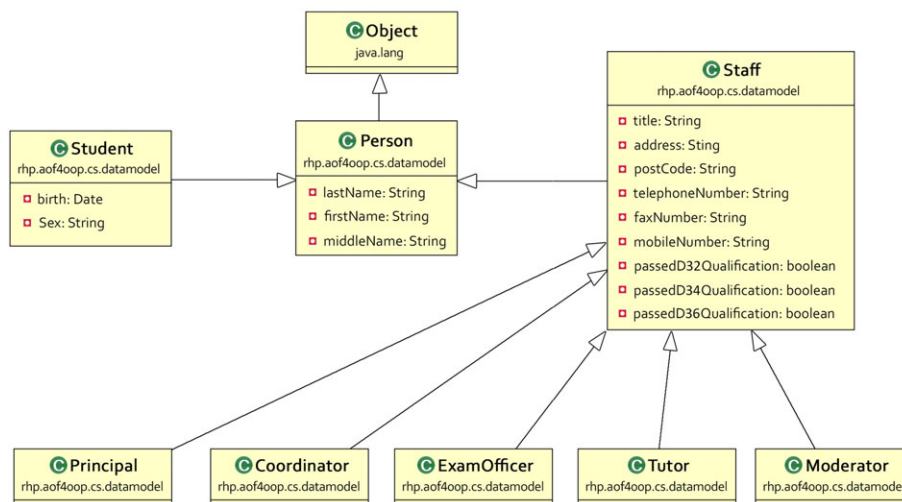 C Object
java.lang
C Student
rhp.aof4oop.cs.datamodel
birth: Date
Sex: String
C Person
rhp.aof4oop.cs.datamodel
lastName: String
firstName: String
middleName: String
C Staff
rhp.aof4oop.cs.datamodel
title: String
address: Sting
postCode: String
telephoneNumber: String
faxNumber: String
mobileNumber: String
passedD32Qualification: boolean
passedD34Qualification: boolean
passedD36Qualification: boolean
C Principal
rhp.aof4oop.cs.datamodel
C Coordinator
rhp.aof4oop.cs.datamodel
C ExamOfficer
rhp.aof4oop.cs.datamodel
C Tutor
rhp.aof4oop.cs.datamodel
C Moderator
rhp.aof4oop.cs.datamodel